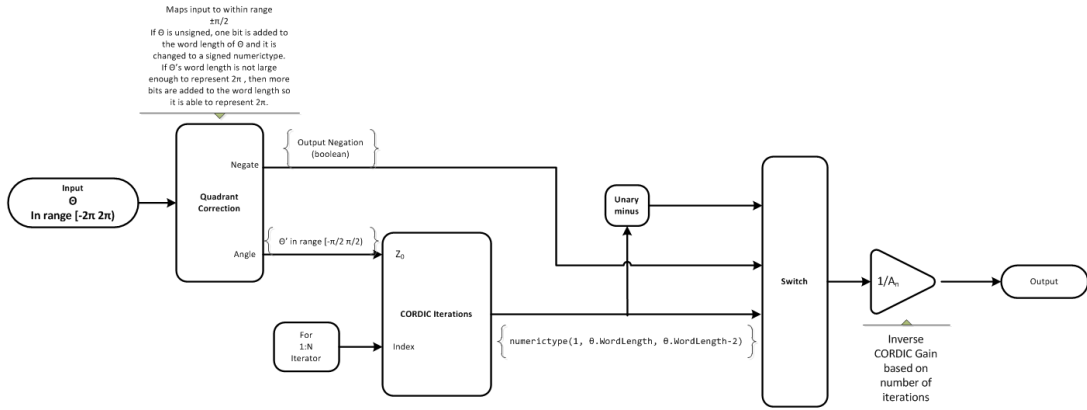 Maps input to within range
±π/2
If Θ is unsigned, one bit is added to
the word length of Θ and it is
changed to a signed numerictype.
If Θ's word length is not large
enough to represent 2π , then more
bits are added to the word length so
it is able to represent 2π.
Output Negation
(boolean)
Negate
Input
Θ
In range [-2π 2π)
Quadrant
Correction
Unary
minus
Angle
Θ' in range [-π/2 π/2)
Z0
CORDIC Iterations
Switch
1/An
Output
For
1:N
Iterator
Index
numerictype(1, θ.WordLength, θ.WordLength-2)
Inverse
CORDIC Gain
based on
number of
iterations